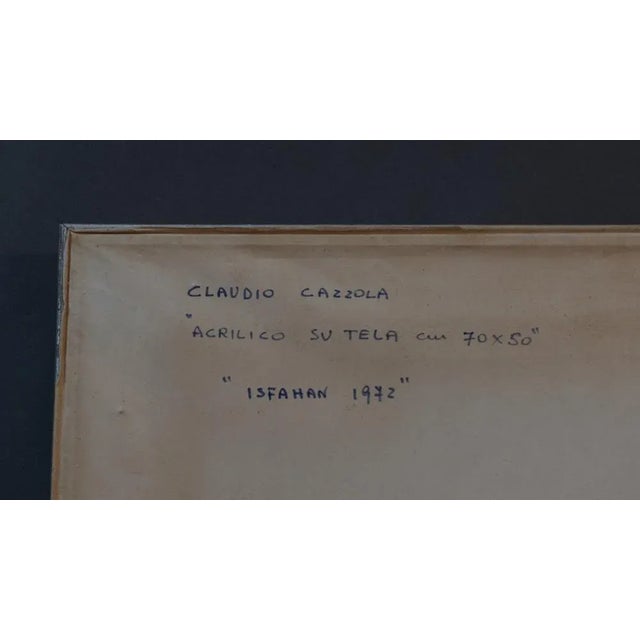 CLAUDIO CAZZOLA
"ACRILICO SU TELA cm 70x50"
"ISFAHAN 1972"